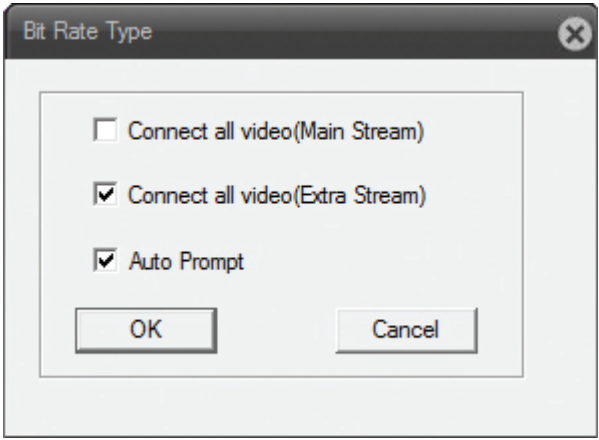 Bit Rate Type
Connect all video(Main Stream)
Connect all video(Extra Stream)
Auto Prompt
OK Cancel